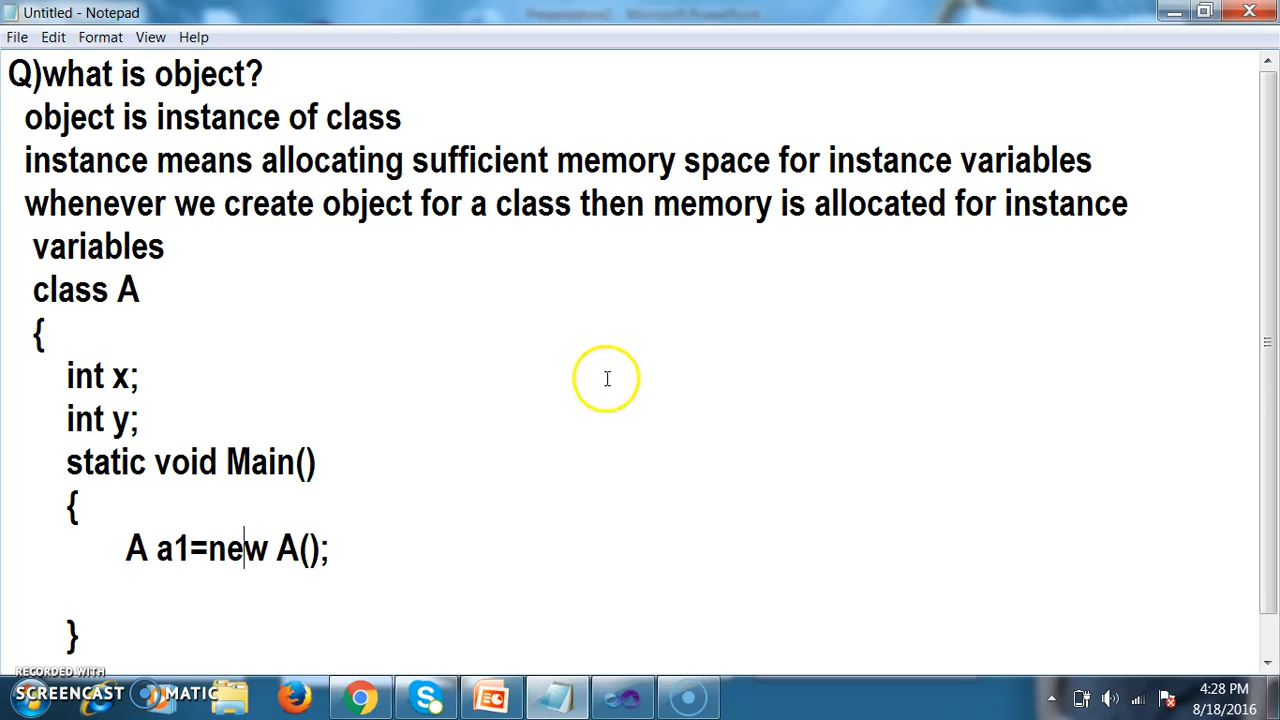 Untitled - Notepad
File Edit Format View Help
Q)what is object?
object is instance of class
instance means allocating sufficient memory space for instance variables
whenever we create object for a class then memory is allocated for instance
variables
class A
{
int x;
int y;
static void Main()
{
A a1=new A();
}
RECORDED WITH
SCREENCAST MATIC
4:28 PM
8/18/2016